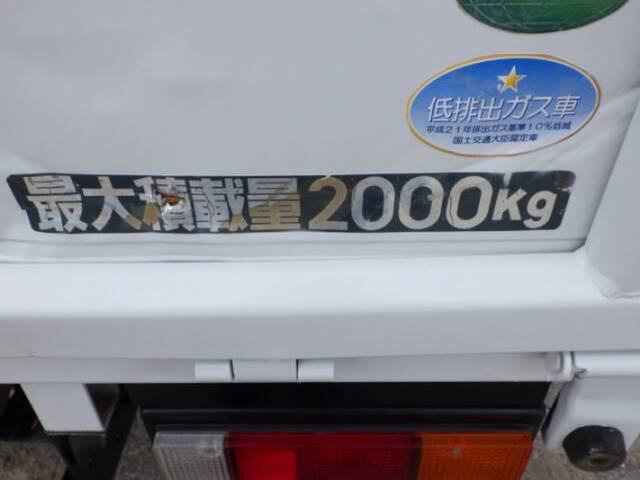 低排出ガス車
平成21年排出ガス基準10%低減
国土交通大臣認定車
最大積載量2000Kg